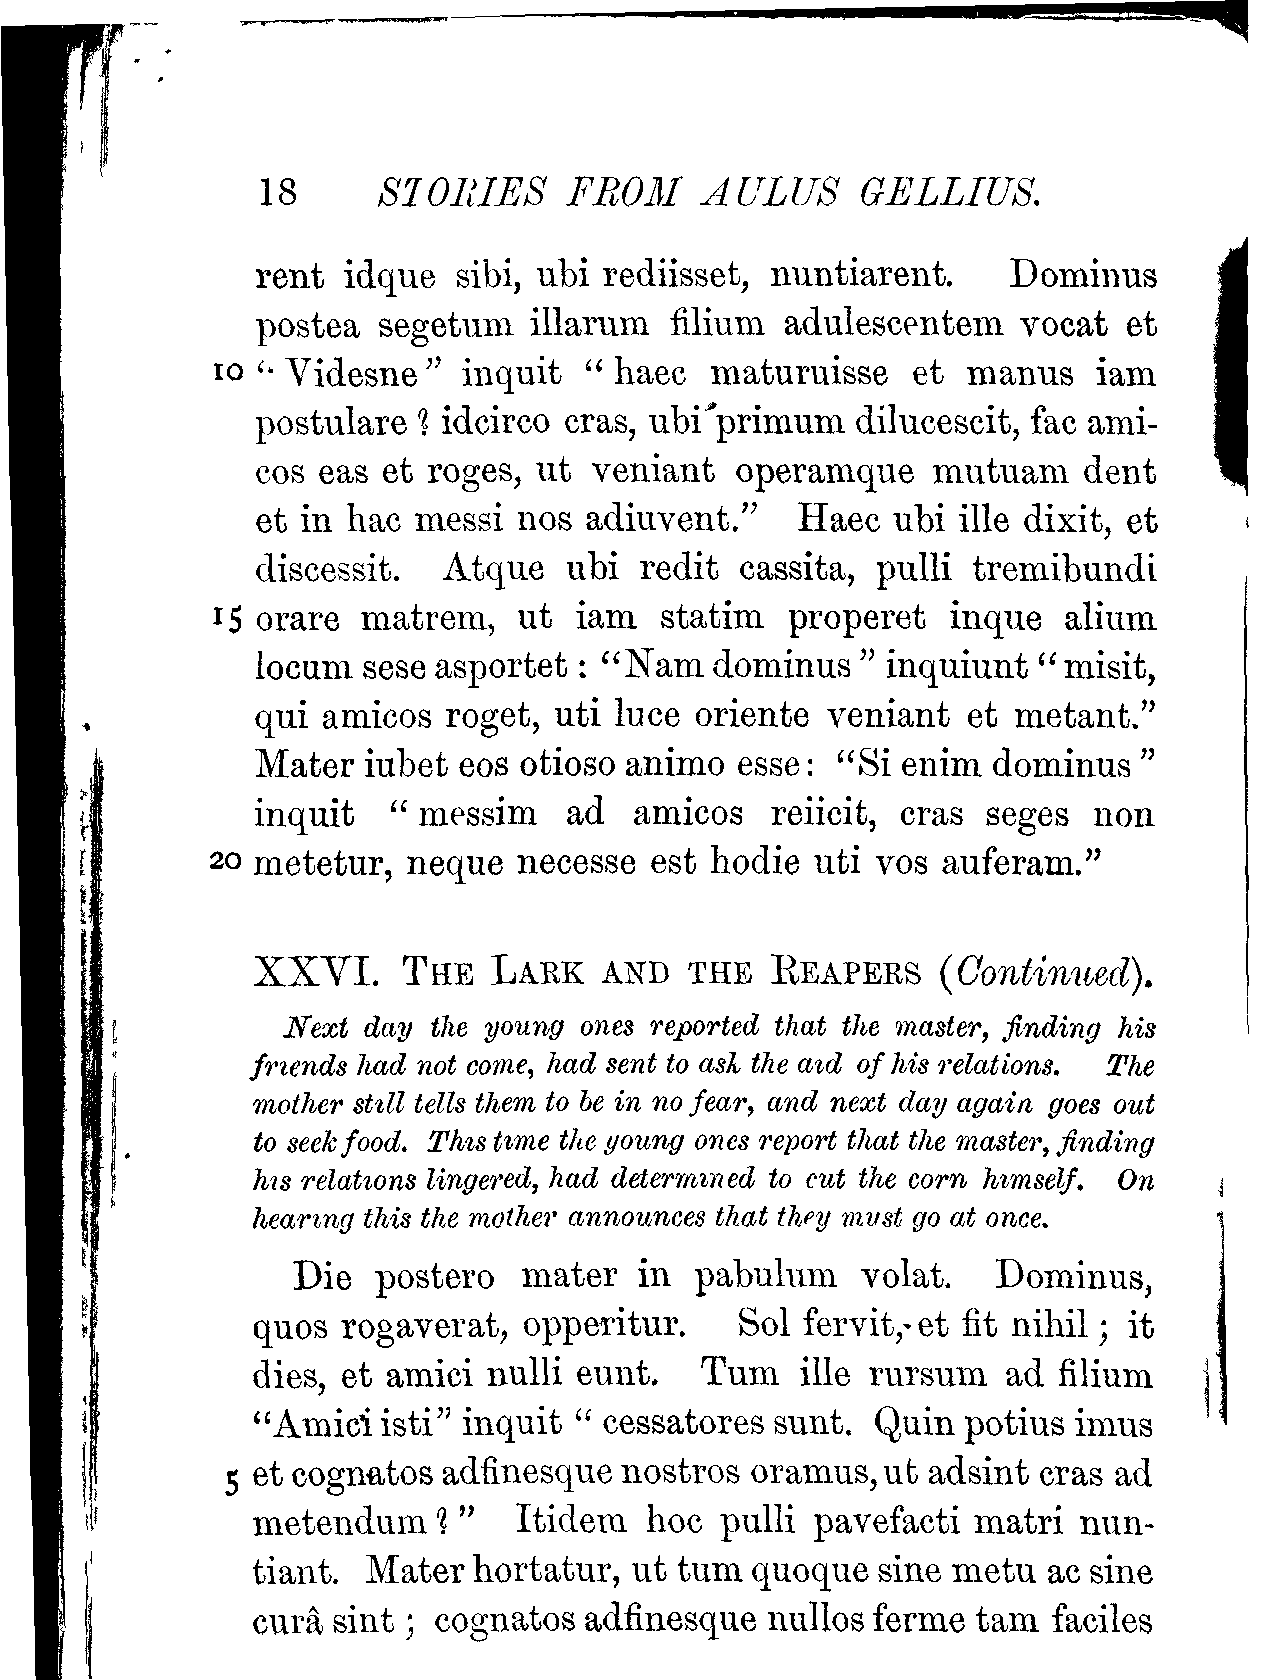 18 STORIES FROM AULUS GELLIUS.
rent idque sibi, ubi rediisset, nuntiarent. Dominus
postea segetum illarum filium adulescentem vocat et
10 "Videsne" inquit "haec maturuisse et manus iam
postulare? idcirco cras, ubi primum dilucescit, fac ami-
cos eas et roges, ut veniant operamque mutuam dent
et in hac messi nos adiuvent." Haec ubi ille dixit, et
discessit. Atque ubi redit cassita, pulli tremibundi
15 orare matrem, ut iam statim properet inque alium
locum sese asportet: "Nam dominus" inquiunt "misit,
qui amicos roget, uti luce oriente veniant et metant."
Mater iubet eos otioso animo esse: "Si enim dominus"
inquit "messim ad amicos reiicit, cras seges non
20 metetur, neque necesse est hodie uti vos auferam."
XXVI. THE LARK AND THE REAPERS (Continued).
Next day the young ones reported that the master, finding his
friends had not come, had sent to ask the aid of his relations. The
mother still tells them to be in no fear, and next day again goes out
to seek food. This time the young ones report that the master, finding
his relations lingered, had determined to cut the corn himself. On
hearing this the mother announces that they must go at once.
Die postero mater in pabulum volat. Dominus,
quos rogaverat, opperitur. Sol fervit, et fit nihil; it
dies, et amici nulli eunt. Tum ille rursum ad filium
"Amici isti" inquit "cessatores sunt. Quin potius imus
5 et cognatos adfinesque nostros oramus, ut adsint cras ad
metendum?" Itidem hoc pulli pavefacti matri nun-
tiant. Mater hortatur, ut tum quoque sine metu ac sine
curâ sint; cognatos adfinesque nullos ferme tam faciles